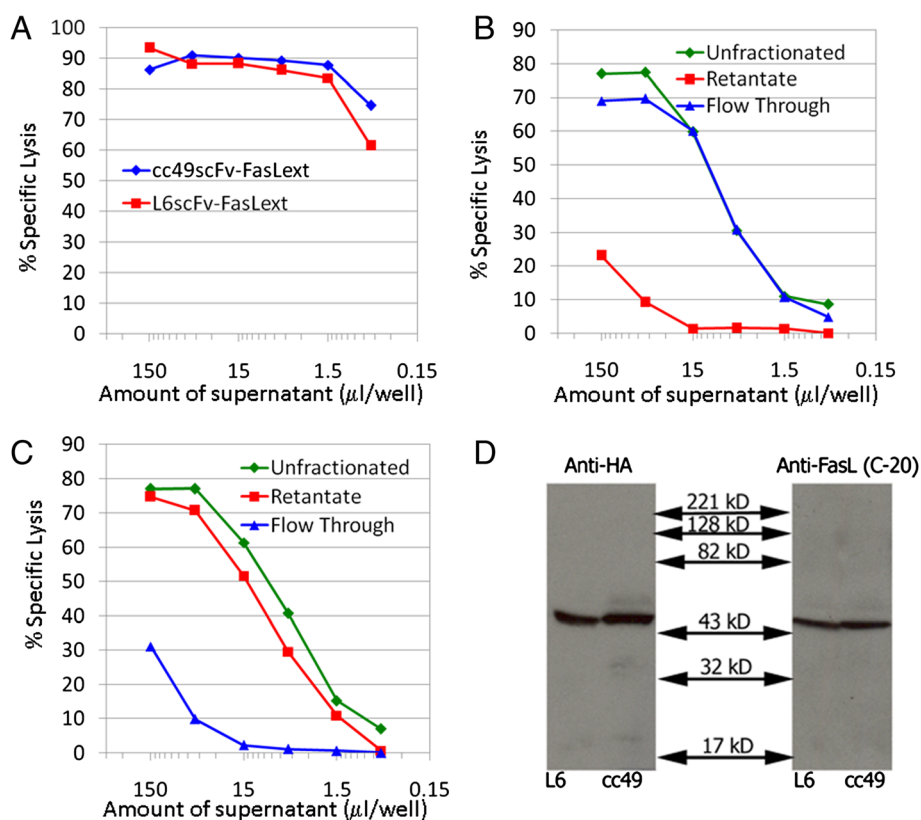 A
100
90
80
70
60
50
40
30
20
10
0
% Specific Lysis
cc49scFv-FasLext
L6scFv-FasLext
150 15 1.5 0.15
Amount of supernatant (μl/well)
B
90
80
70
60
50
40
30
20
10
0
% Specific Lysis
Unfractionated
Retantate
Flow Through
150 15 1.5 0.15
Amount of supernatant (μl/well)
C
90
80
70
60
50
40
30
20
10
0
% Specific Lysis
Unfractionated
Retantate
Flow Through
150 15 1.5 0.15
Amount of supernatant (μl/well)
D
Anti-HA Anti-FasL (C-20)
221 kD
128 kD
82 kD
43 kD
32 kD
17 kD
L6 cc49 L6 cc49